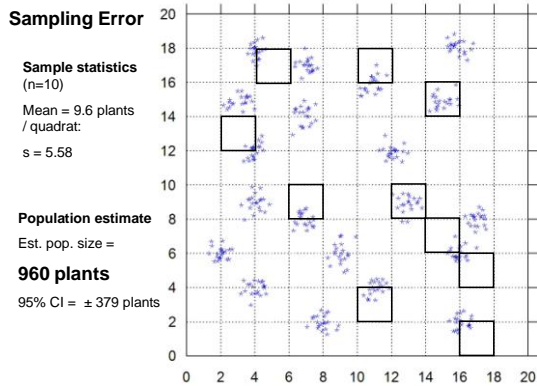 Sampling Error
Sample statistics
(n=10)
Mean = 9.6 plants
/ quadrat:
s = 5.58
Population estimate
Est. pop. size =
960 plants
95% CI = ± 379 plants
20
18
16
14
12
10
8
6
4
2
0
0 2 4 6 8 10 12 14 16 18 20